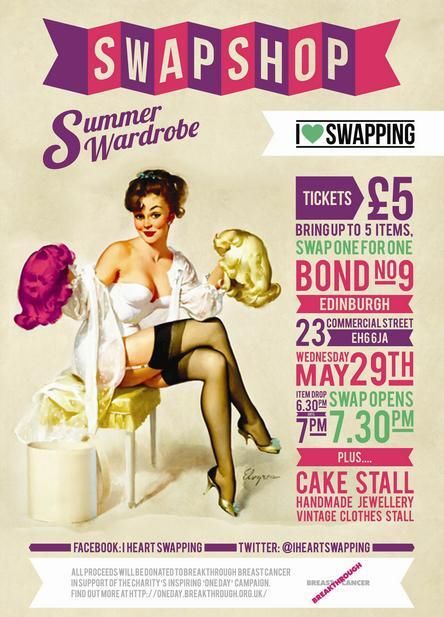 SWAPSHOP
Summer
Wardrobe
I ♥ SWAPPING
TICKETS £5
BRING UP TO 5 ITEMS,
SWAP ONE FOR ONE
BOND No9
EDINBURGH
23 COMMERCIAL STREET
EH6 6JA
WEDNESDAY
MAY 29TH
ITEM DROP
6.30PM
UNTIL
7PM
SWAP OPENS
7.30PM
PLUS....
CAKE STALL
HANDMADE JEWELLERY
VINTAGE CLOTHES STALL
Elvgren
FACEBOOK: I HEART SWAPPING
TWITTER: @IHEARTSWAPPING
ALL PROCEEDS WILL BE DONATED TO BREAKTHROUGH BREAST CANCER
IN SUPPORT OF THE CHARITY'S INSPIRING 'ONE DAY' CAMPAIGN.
FIND OUT MORE AT HTTP://ONEDAY.BREAKTHROUGH.ORG.UK/
BREAKTHROUGH
BREAST CANCER